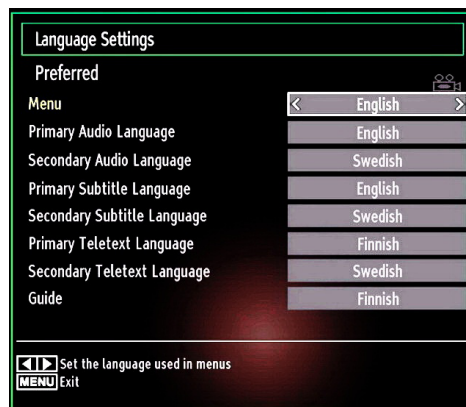 Language Settings
Preferred
Menu < English >
Primary Audio Language English
Secondary Audio Language Swedish
Primary Subtitle Language English
Secondary Subtitle Language Swedish
Primary Teletext Language Finnish
Secondary Teletext Language Swedish
Guide Finnish
Set the language used in menus
MENU Exit